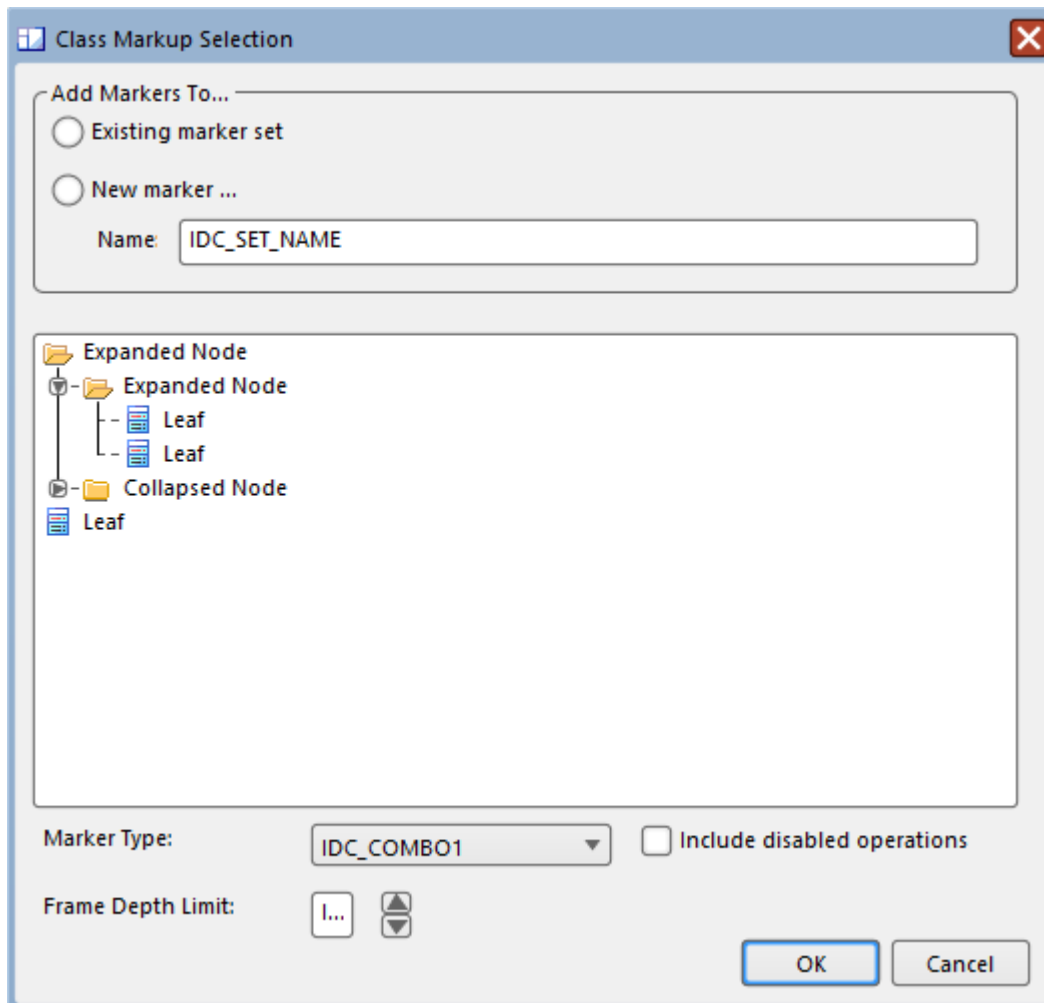 Class Markup Selection
Add Markers To...
Existing marker set
New marker ...
Name: IDC_SET_NAME
Expanded Node
Expanded Node
Leaf
Leaf
Collapsed Node
Leaf
Marker Type: IDC_COMBO1 Include disabled operations
Frame Depth Limit: I...
OK Cancel